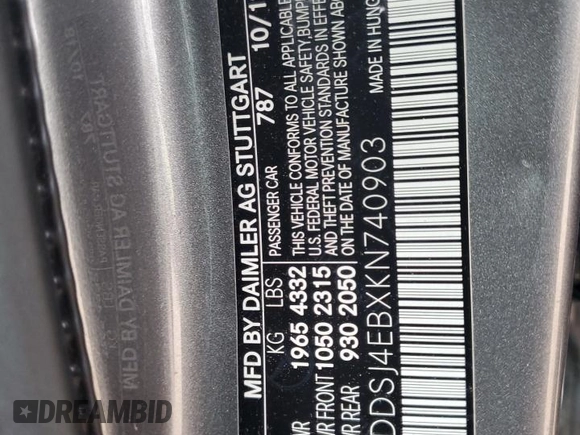 MFD BY DAIMLER AG STUTTGART
787 10/1
KG LBS PASSENGER CAR
1965 4332 THIS VEHICLE CONFORMS TO ALL APPLICABLE
FRONT 1050 2315 U.S. FEDERAL MOTOR VEHICLE SAFETY, BUMP
REAR 930 2050 AND THEFT PREVENTION STANDARDS IN EFFE
ON THE DATE OF MANUFACTURE SHOWN ABO
DDSJ4EBXKN740903 MADE IN HUNG
DREAMBID